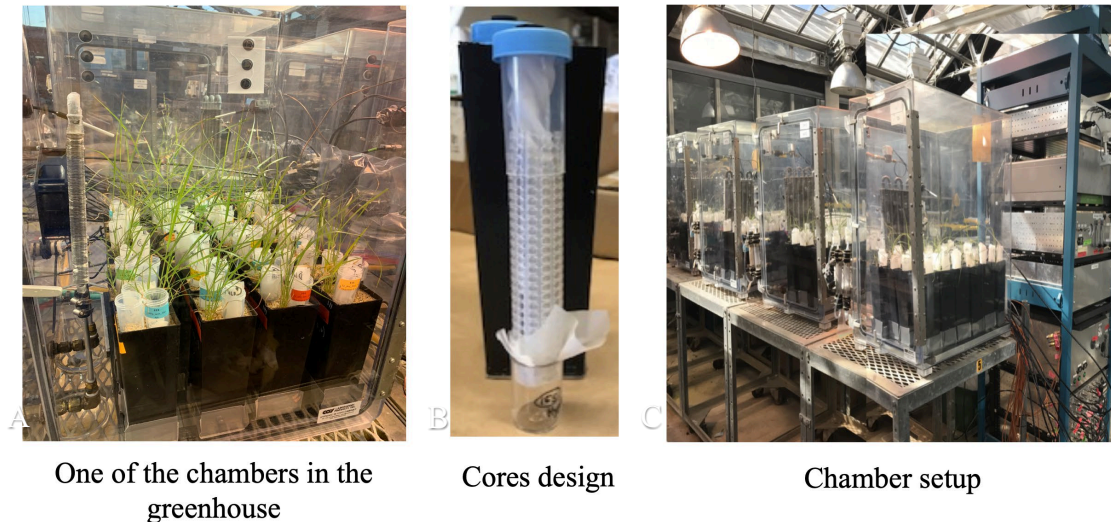 A
B
C
One of the chambers in the
greenhouse
Cores design
Chamber setup